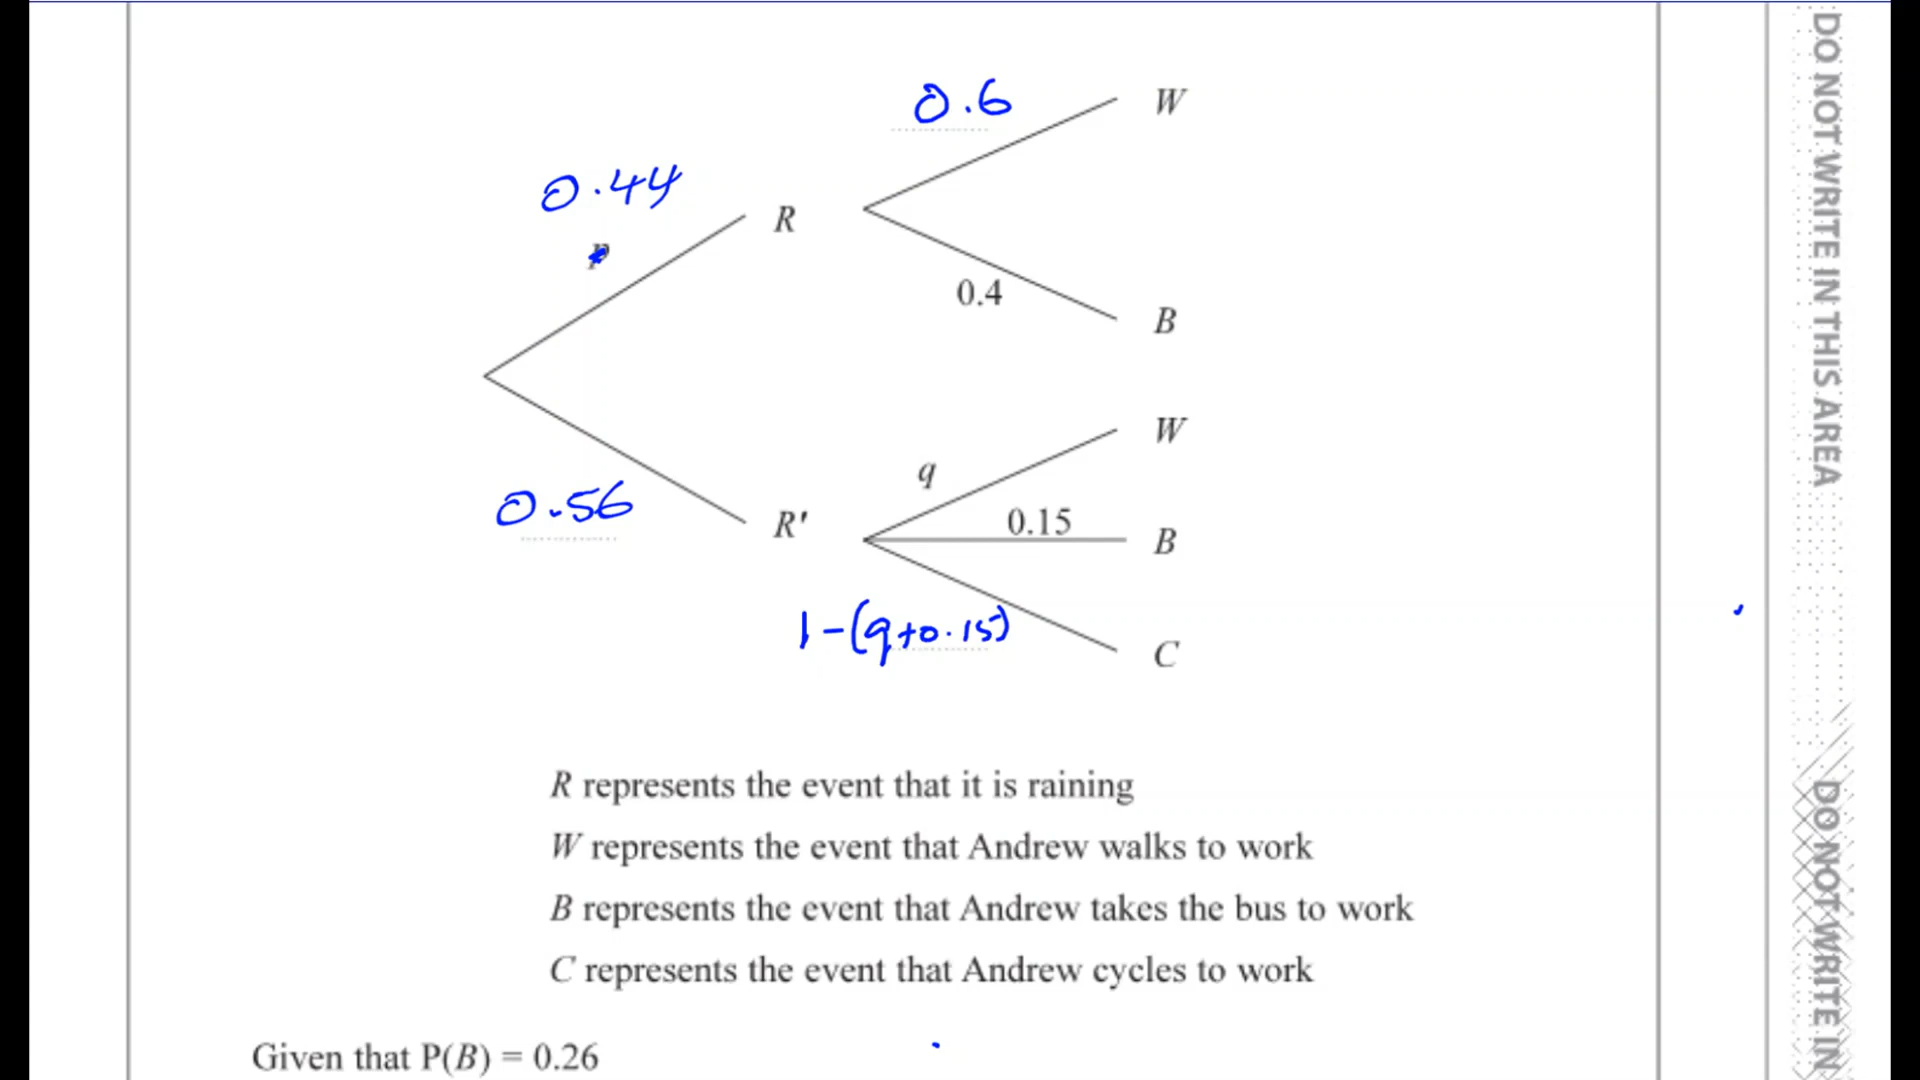 0.6
W
0.44
R
p
0.4
B
W
q
0.15
B
0.56
R'
1-(q+0.15)
C
R represents the event that it is raining
W represents the event that Andrew walks to work
B represents the event that Andrew takes the bus to work
C represents the event that Andrew cycles to work
Given that P(B) = 0.26
DO NOT WRITE IN THIS AREA
DO NOT WRITE IN